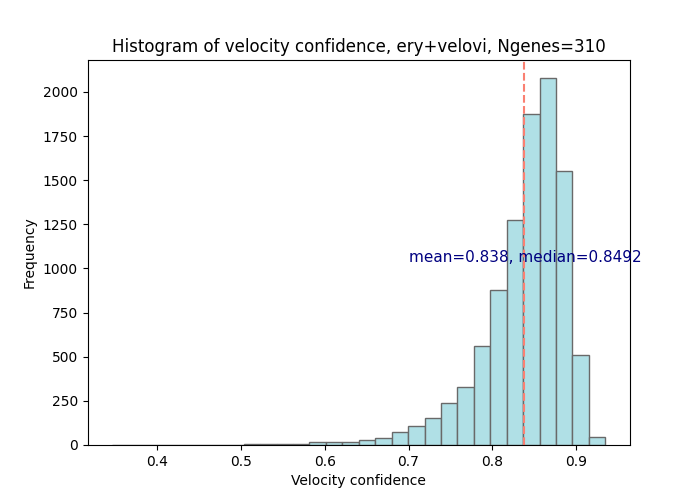 Histogram of velocity confidence, ery+velovi, Ngenes=310
Frequency
2000
1750
1500
1250
1000
750
500
250
0
mean=0.838, median=0.8492
0.4 0.5 0.6 0.7 0.8 0.9
Velocity confidence